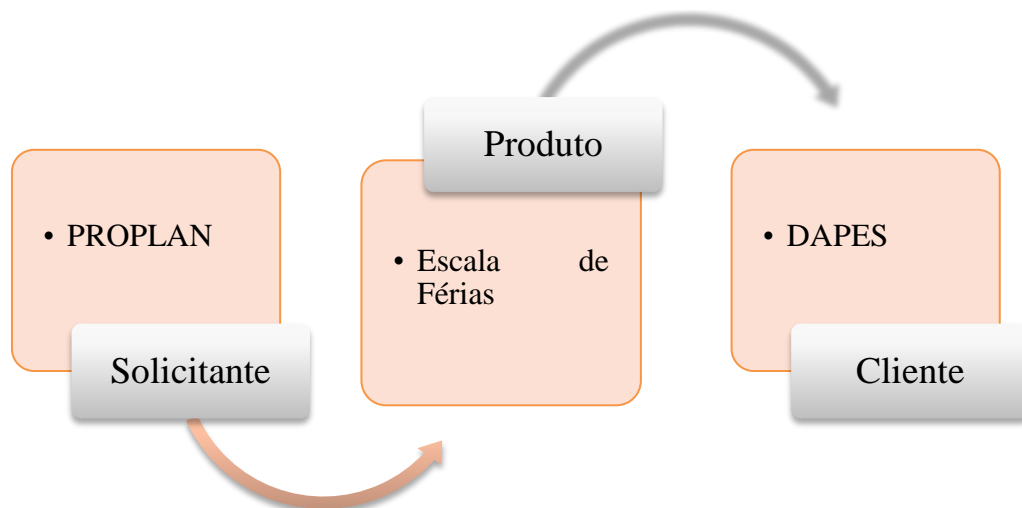 • PROPLAN
Solicitante
Produto
• Escala de
Férias
• DAPES
Cliente